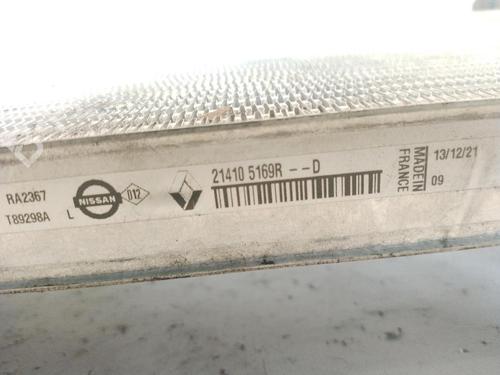 RA2367
T89298A L
NISSAN
012
21410 5169R --D
MADE IN
FRANCE
13/12/21
09